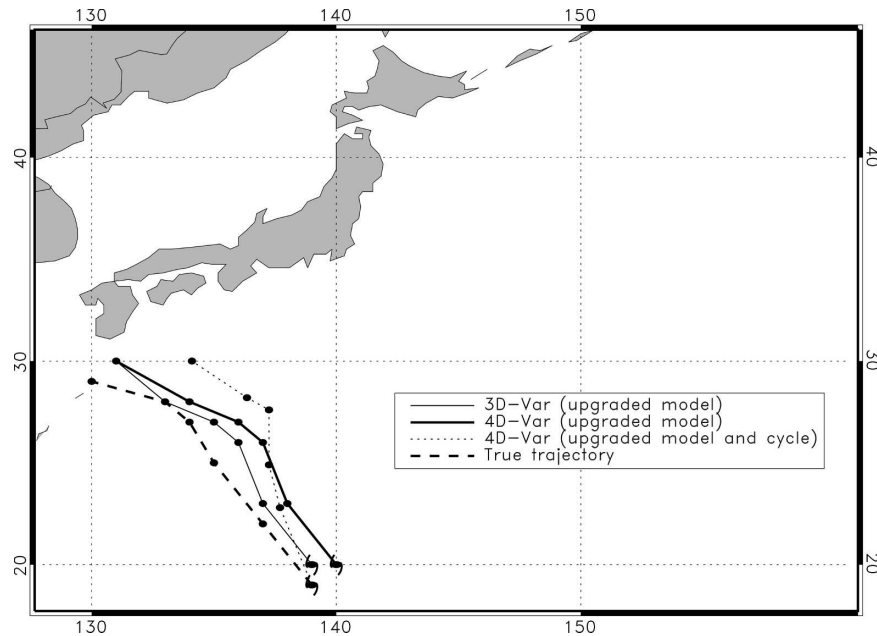 130 140 150
40 40
30 30
3D-Var (upgraded model)
4D-Var (upgraded model)
4D-Var (upgraded model and cycle)
True trajectory
20 20
130 140 150